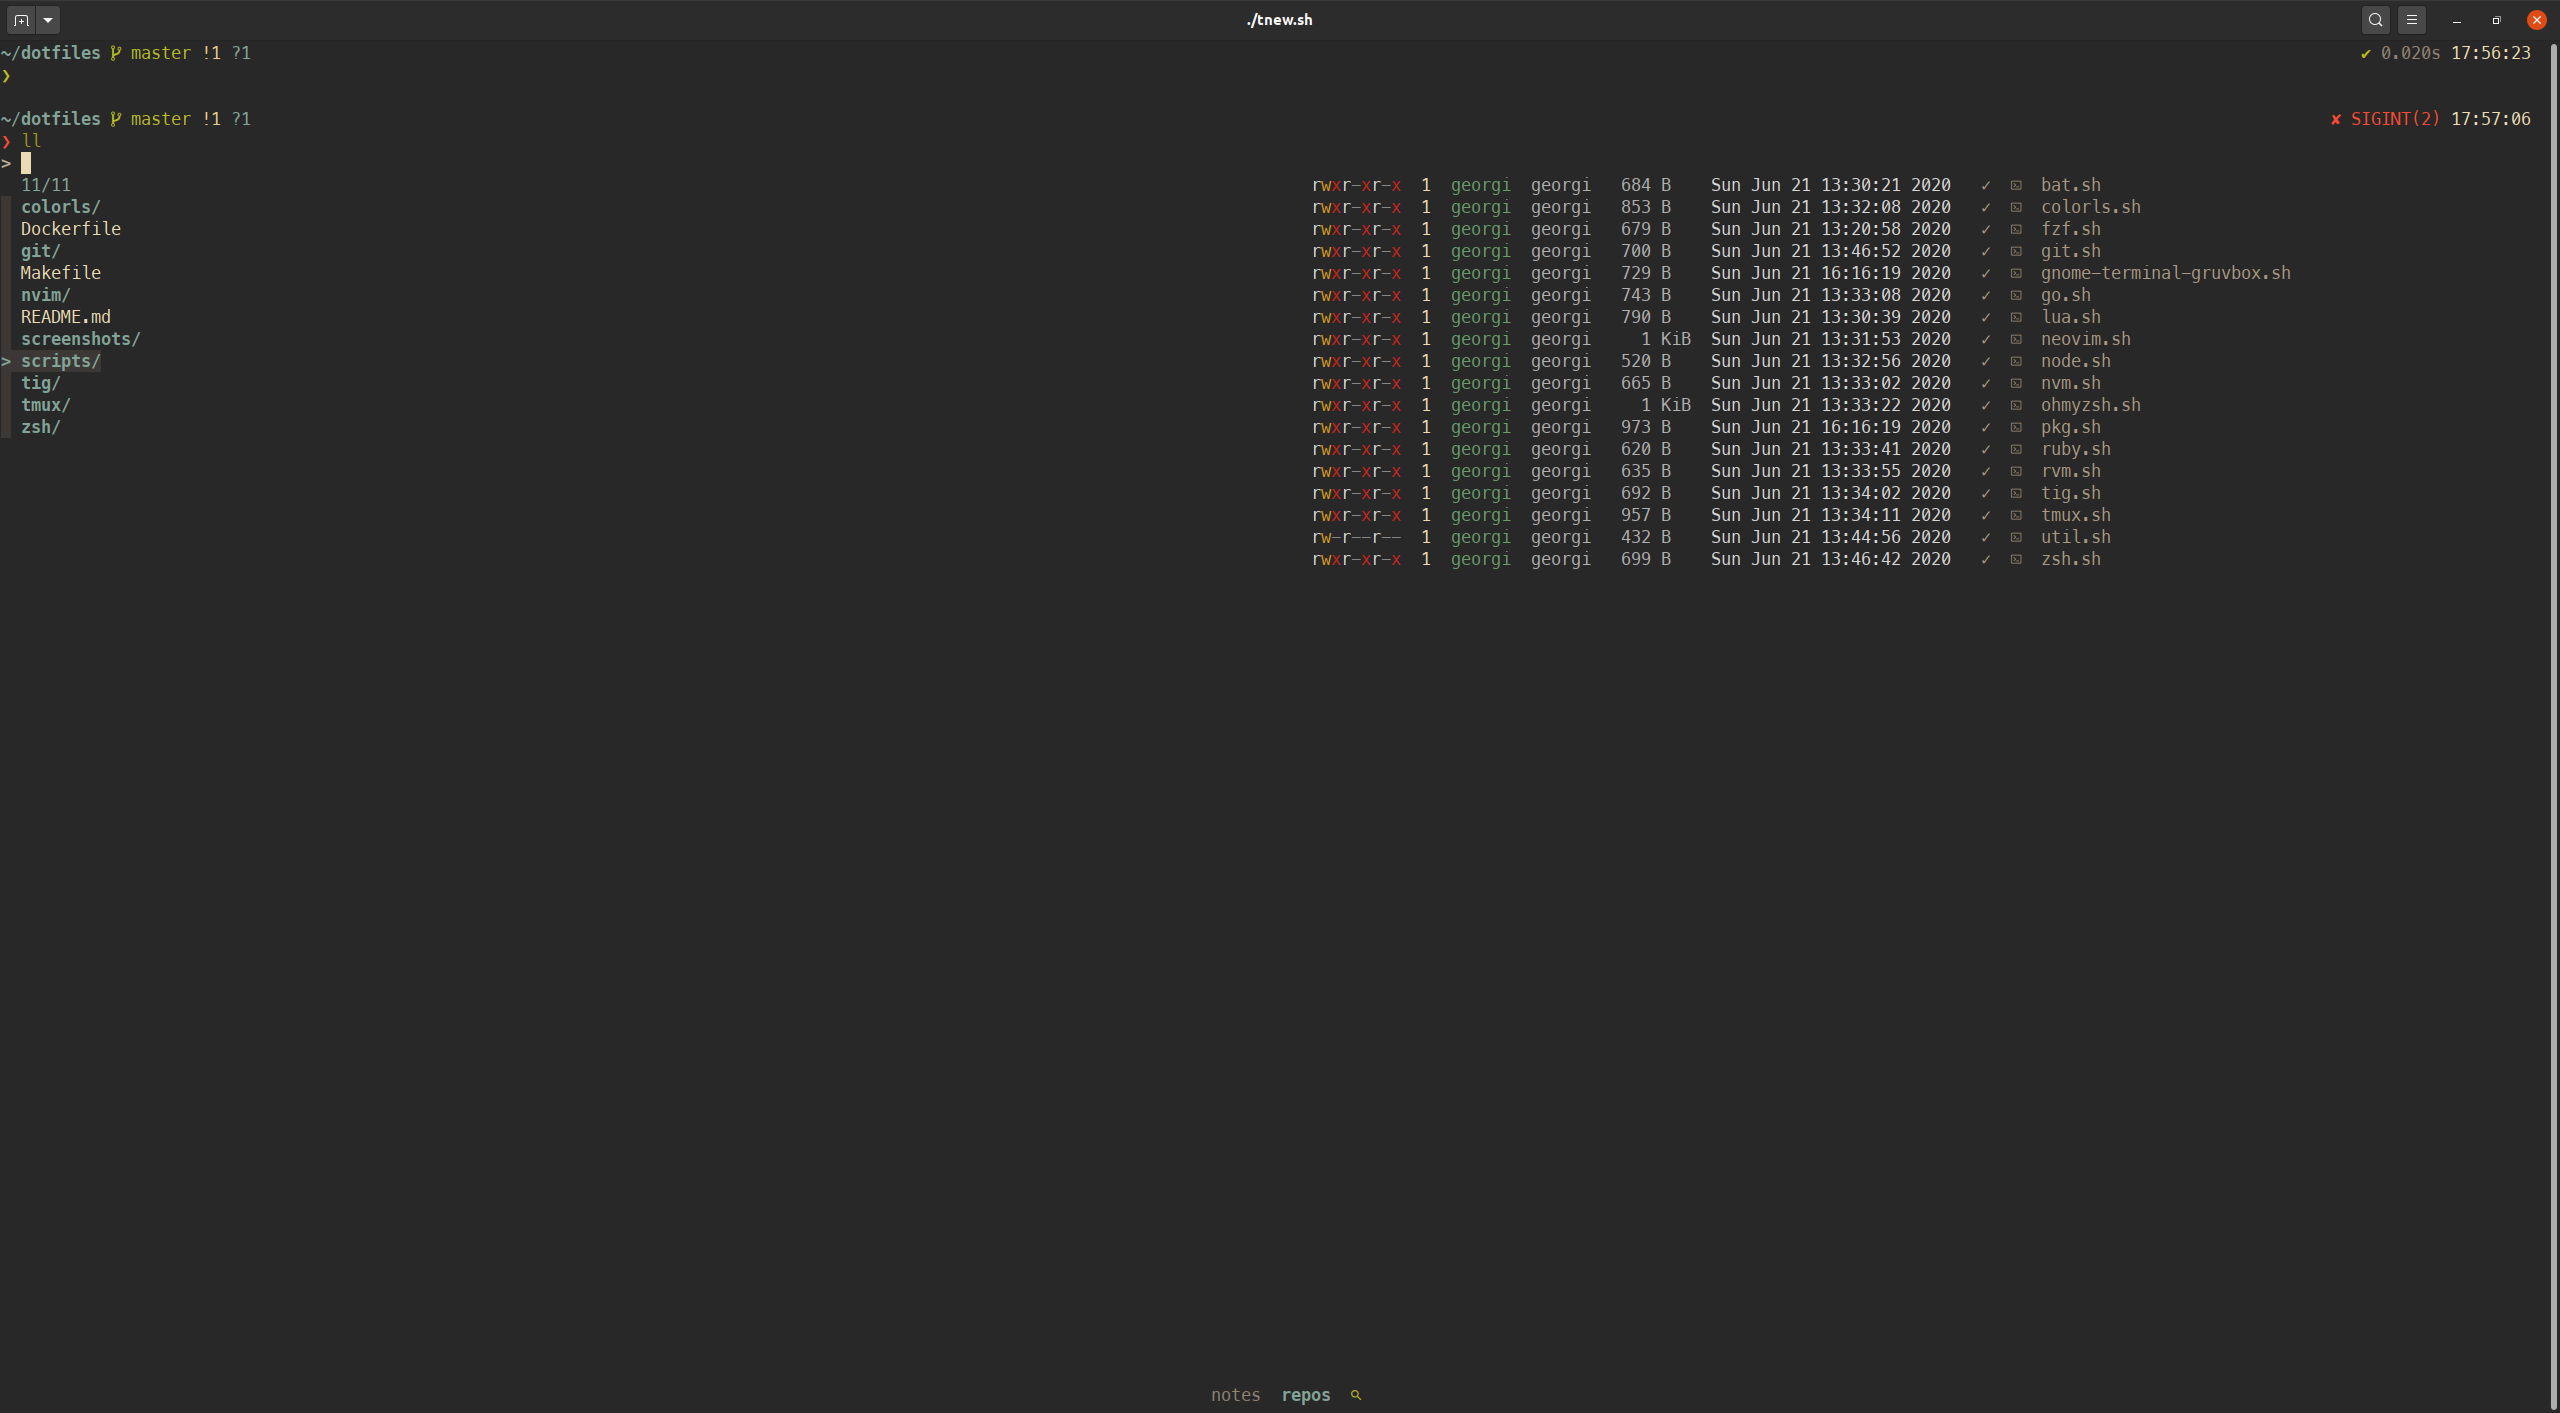 ./tnew.sh
~/dotfiles master !1 ?1 ✔ 0.020s 17:56:23
❯
~/dotfiles master !1 ?1 ✘ SIGINT(2) 17:57:06
❯ ll
>
11/11 rwxr-xr-x 1 georgi georgi 684 B Sun Jun 21 13:30:21 2020 ✓ bat.sh
colorls/ rwxr-xr-x 1 georgi georgi 853 B Sun Jun 21 13:32:08 2020 ✓ colorls.sh
Dockerfile rwxr-xr-x 1 georgi georgi 679 B Sun Jun 21 13:20:58 2020 ✓ fzf.sh
git/ rwxr-xr-x 1 georgi georgi 700 B Sun Jun 21 13:46:52 2020 ✓ git.sh
Makefile rwxr-xr-x 1 georgi georgi 729 B Sun Jun 21 16:16:19 2020 ✓ gnome-terminal-gruvbox.sh
nvim/ rwxr-xr-x 1 georgi georgi 743 B Sun Jun 21 13:33:08 2020 ✓ go.sh
README.md rwxr-xr-x 1 georgi georgi 790 B Sun Jun 21 13:30:39 2020 ✓ lua.sh
screenshots/ rwxr-xr-x 1 georgi georgi 1 KiB Sun Jun 21 13:31:53 2020 ✓ neovim.sh
> scripts/ rwxr-xr-x 1 georgi georgi 520 B Sun Jun 21 13:32:56 2020 ✓ node.sh
tig/ rwxr-xr-x 1 georgi georgi 665 B Sun Jun 21 13:33:02 2020 ✓ nvm.sh
tmux/ rwxr-xr-x 1 georgi georgi 1 KiB Sun Jun 21 13:33:22 2020 ✓ ohmyzsh.sh
zsh/ rwxr-xr-x 1 georgi georgi 973 B Sun Jun 21 16:16:19 2020 ✓ pkg.sh
rwxr-xr-x 1 georgi georgi 620 B Sun Jun 21 13:33:41 2020 ✓ ruby.sh
rwxr-xr-x 1 georgi georgi 635 B Sun Jun 21 13:33:55 2020 ✓ rvm.sh
rwxr-xr-x 1 georgi georgi 692 B Sun Jun 21 13:34:02 2020 ✓ tig.sh
rwxr-xr-x 1 georgi georgi 957 B Sun Jun 21 13:34:11 2020 ✓ tmux.sh
rw-r--r-- 1 georgi georgi 432 B Sun Jun 21 13:44:56 2020 ✓ util.sh
rwxr-xr-x 1 georgi georgi 699 B Sun Jun 21 13:46:42 2020 ✓ zsh.sh
notes repos